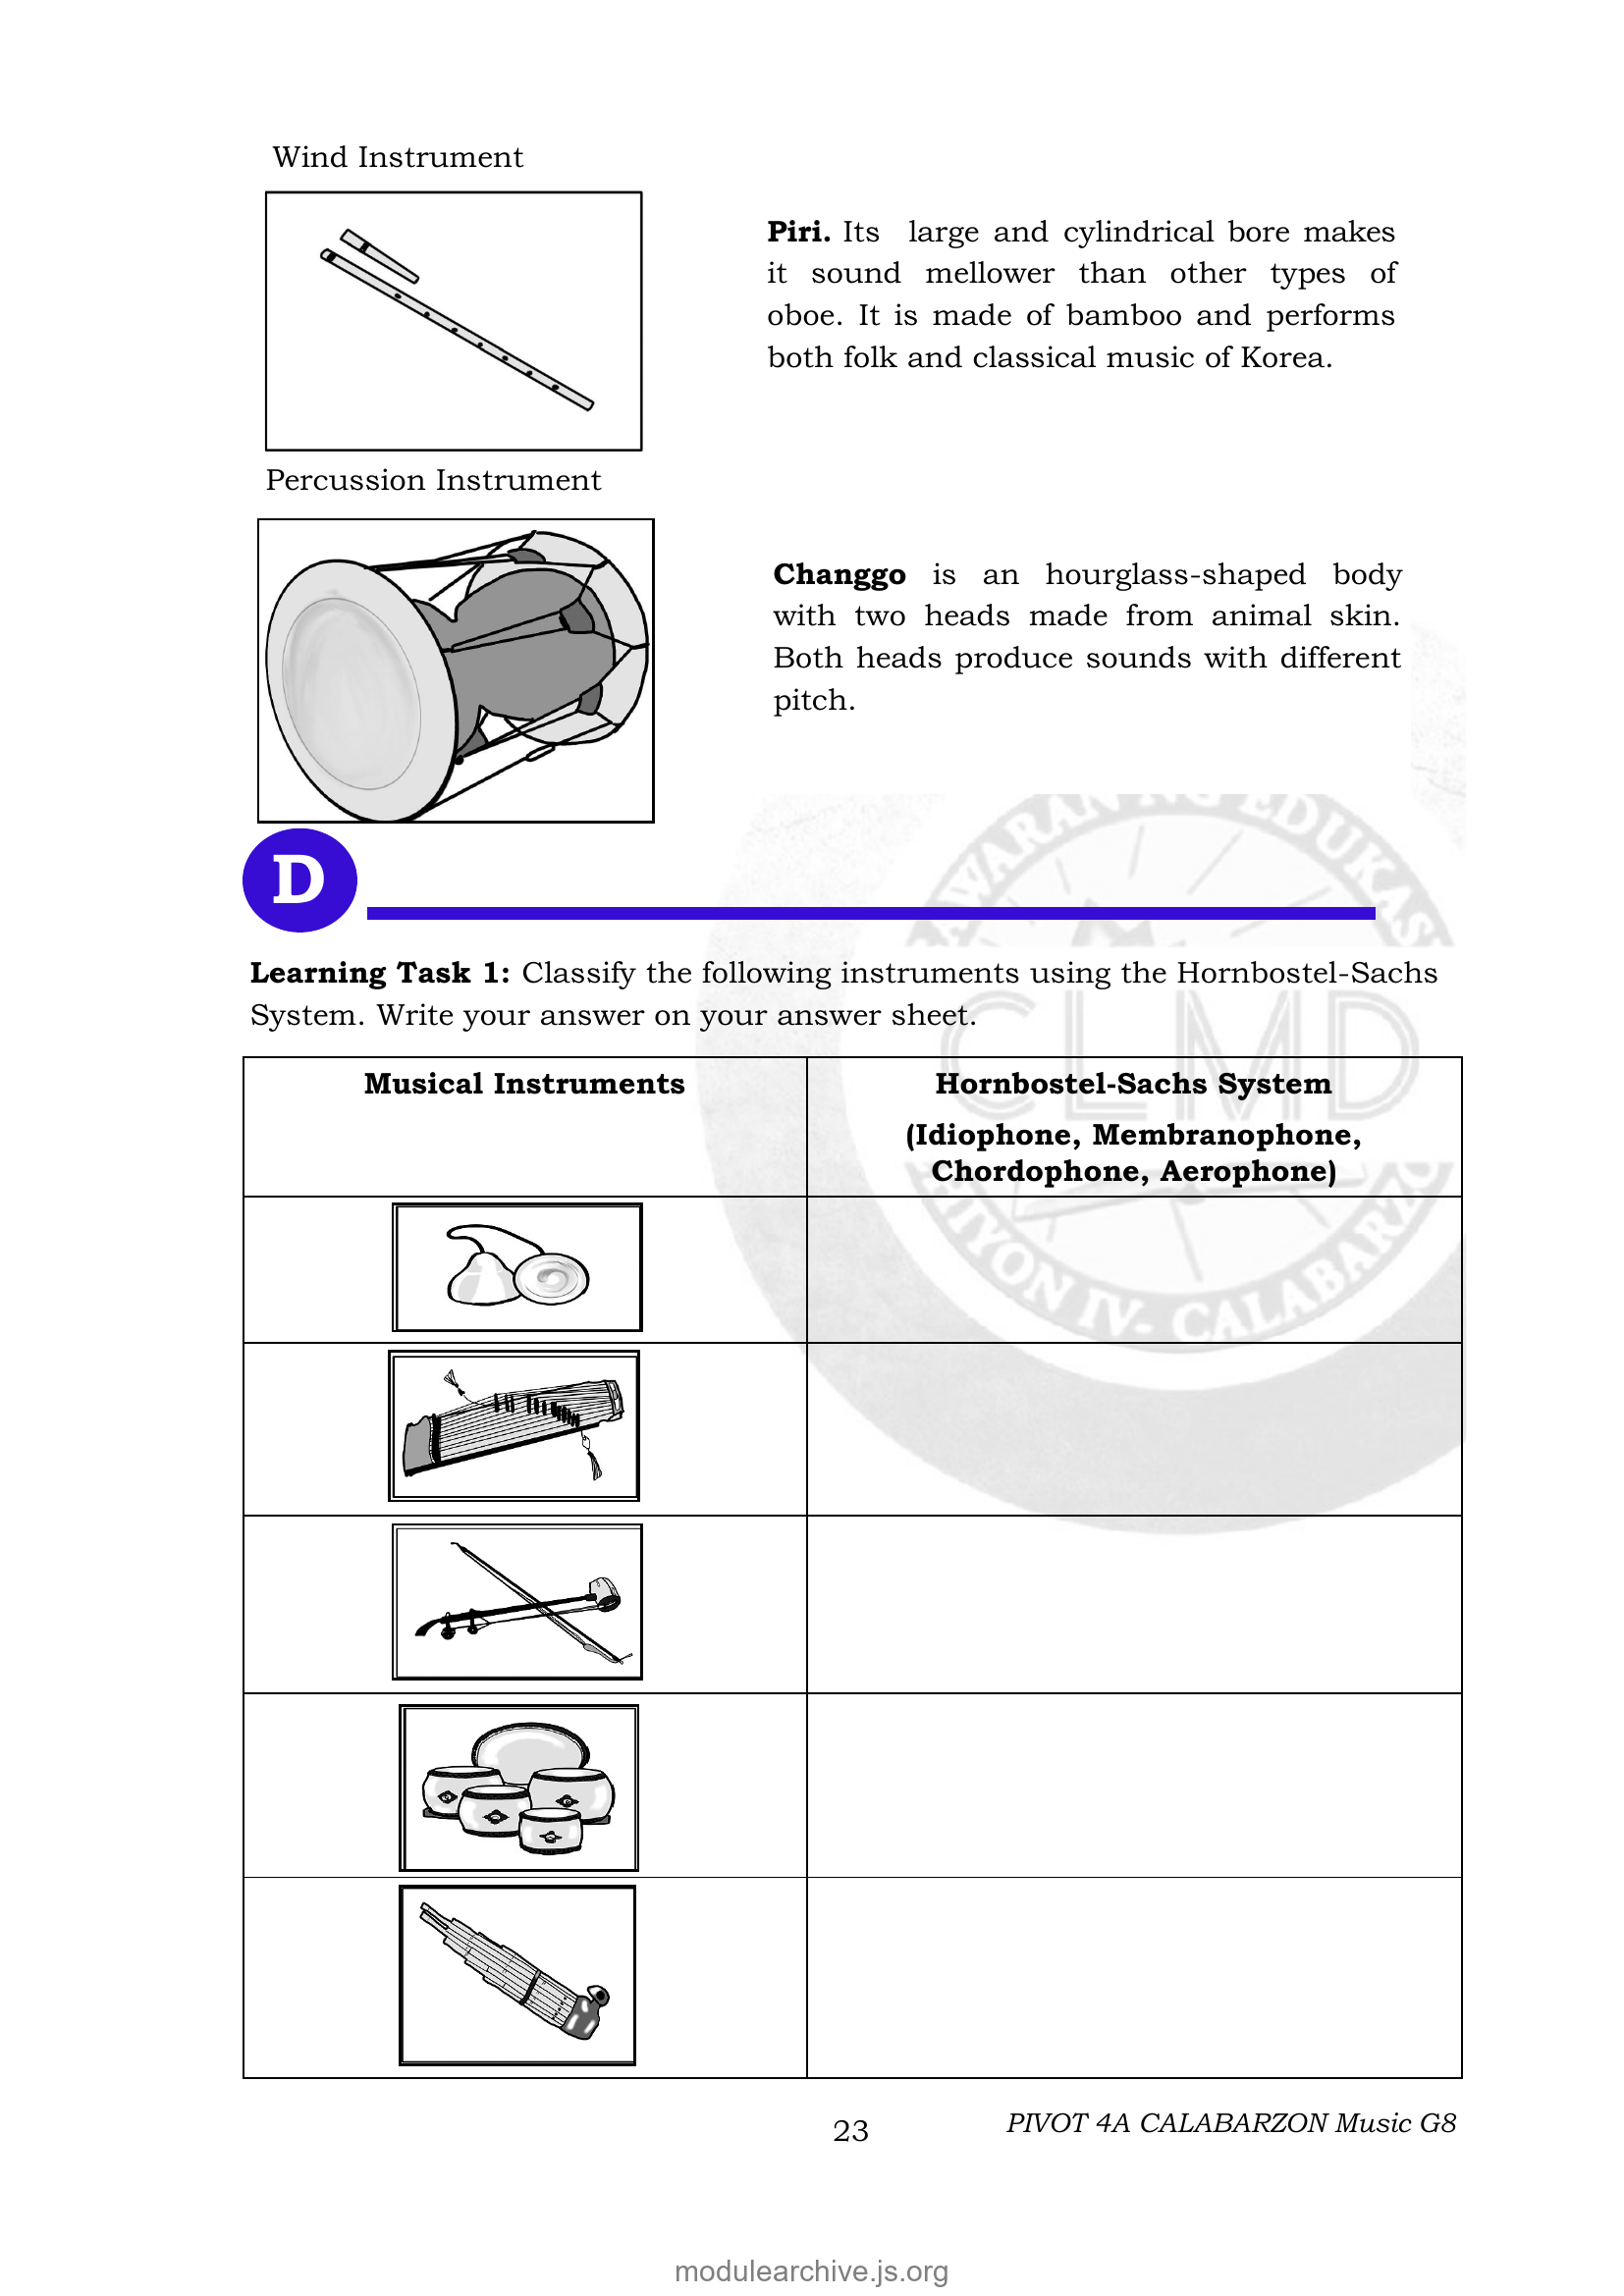 Wind Instrument
Piri. Its large and cylindrical bore makes
it sound mellower than other types of
oboe. It is made of bamboo and performs
both folk and classical music of Korea.
Percussion Instrument
Changgo is an hourglass-shaped body
with two heads made from animal skin.
Both heads produce sounds with different
pitch.
D
Learning Task 1: Classify the following instruments using the Hornbostel-Sachs
System. Write your answer on your answer sheet.
CLMD
Musical Instruments
Hornbostel-Sachs System
(Idiophone, Membranophone,
Chordophone, Aerophone)
IV- CALABARZO
23
PIVOT 4A CALABARZON Music G8
modulearchive.js.org